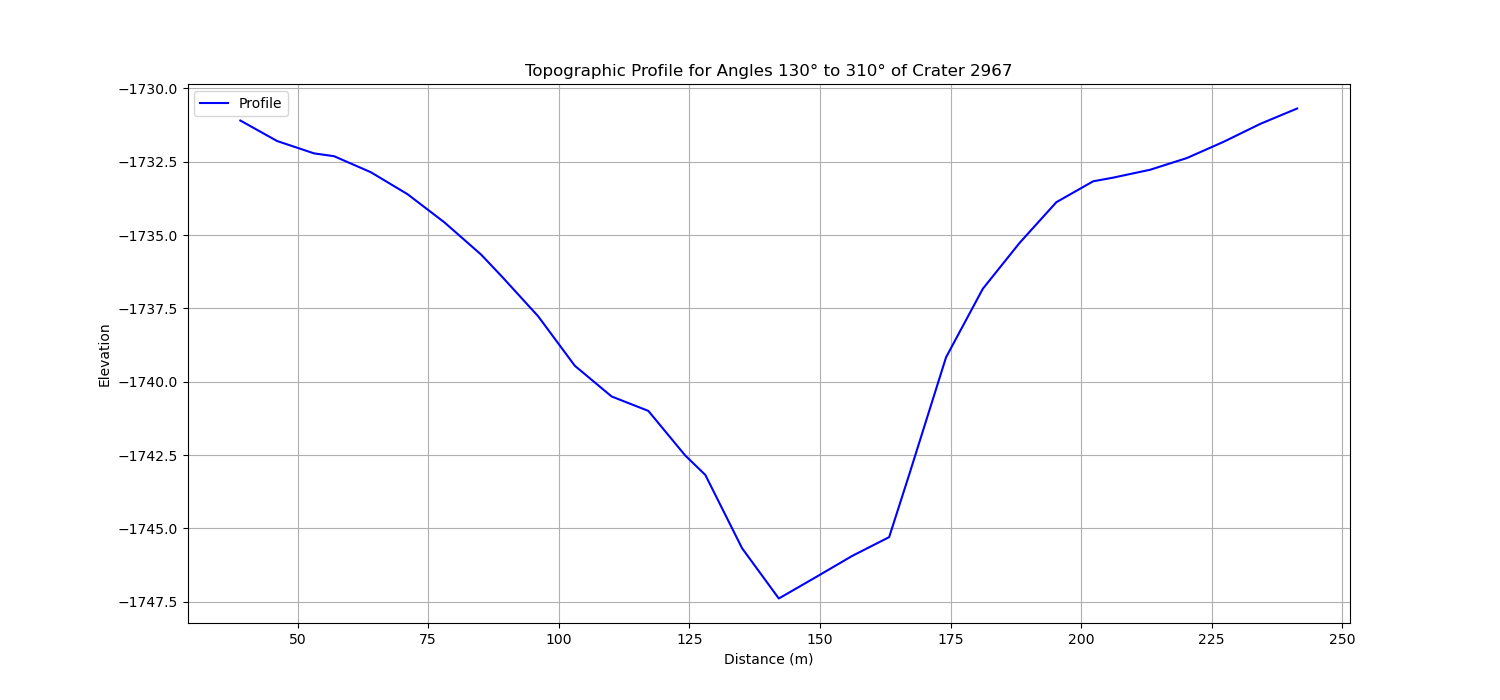 Topographic Profile for Angles 130° to 310° of Crater 2967
Profile
Elevation
−1730.0
−1732.5
−1735.0
−1737.5
−1740.0
−1742.5
−1745.0
−1747.5
50 75 100 125 150 175 200 225 250
Distance (m)